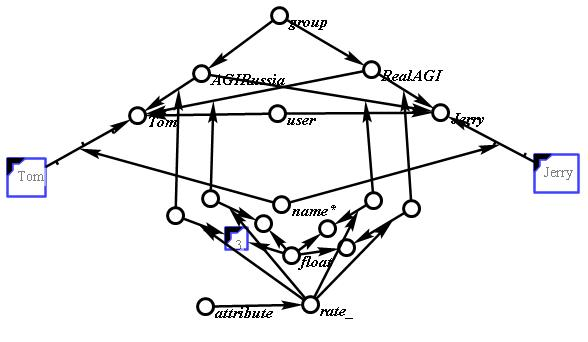 group
AGIRussia
RealAGI
Tom
user
Jerry
Tom
Jerry
name*
3
float
attribute
rate_